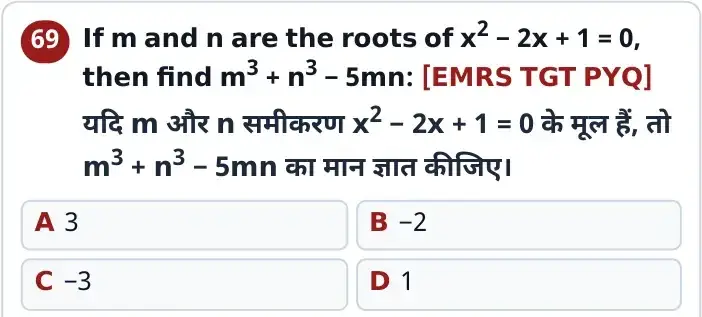 69 If m and n are the roots of x² − 2x + 1 = 0,
then find m³ + n³ − 5mn: [EMRS TGT PYQ]
यदि m और n समीकरण x² − 2x + 1 = 0 के मूल हैं, तो
m³ + n³ − 5mn का मान ज्ञात कीजिए।
A 3
B −2
C −3
D 1